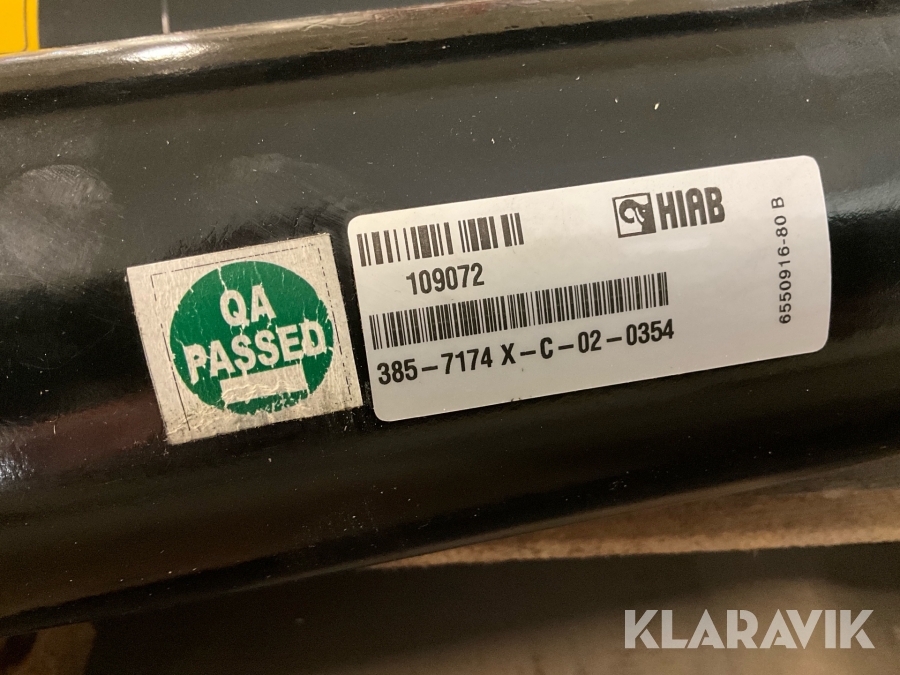 QA
PASSED
HIAB
109072
385-7174 X-C-02-0354
6550916-80 B
KLARAVIK